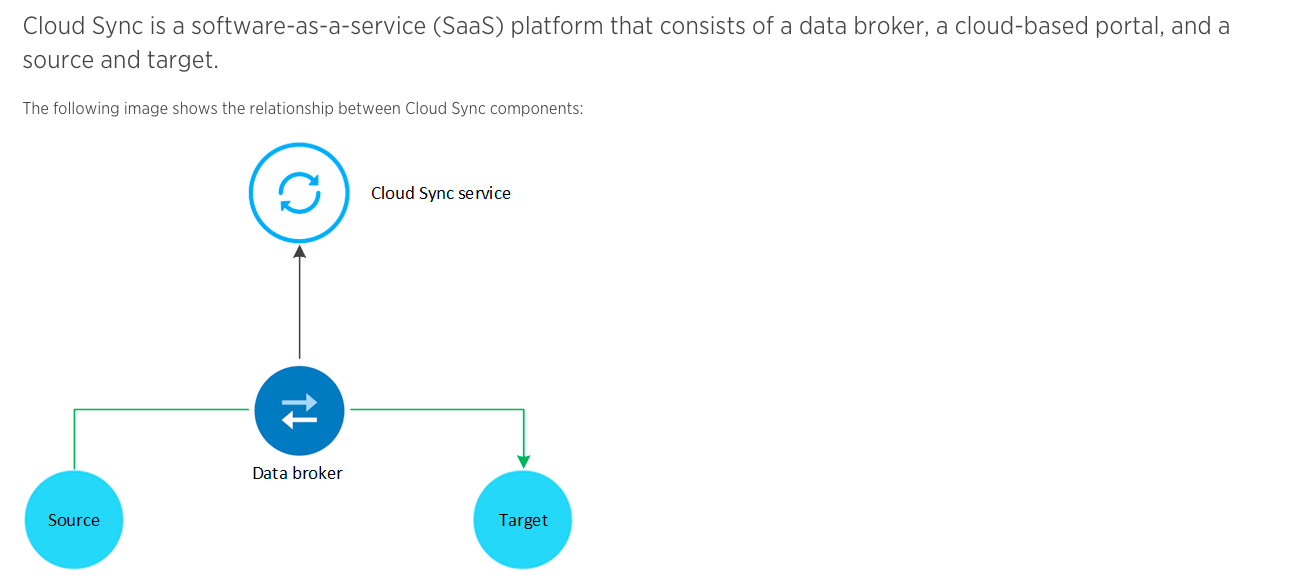 Cloud Sync is a software-as-a-service (SaaS) platform that consists of a data broker, a cloud-based portal, and a
source and target.
The following image shows the relationship between Cloud Sync components:
Cloud Sync service
Data broker
Source
Target